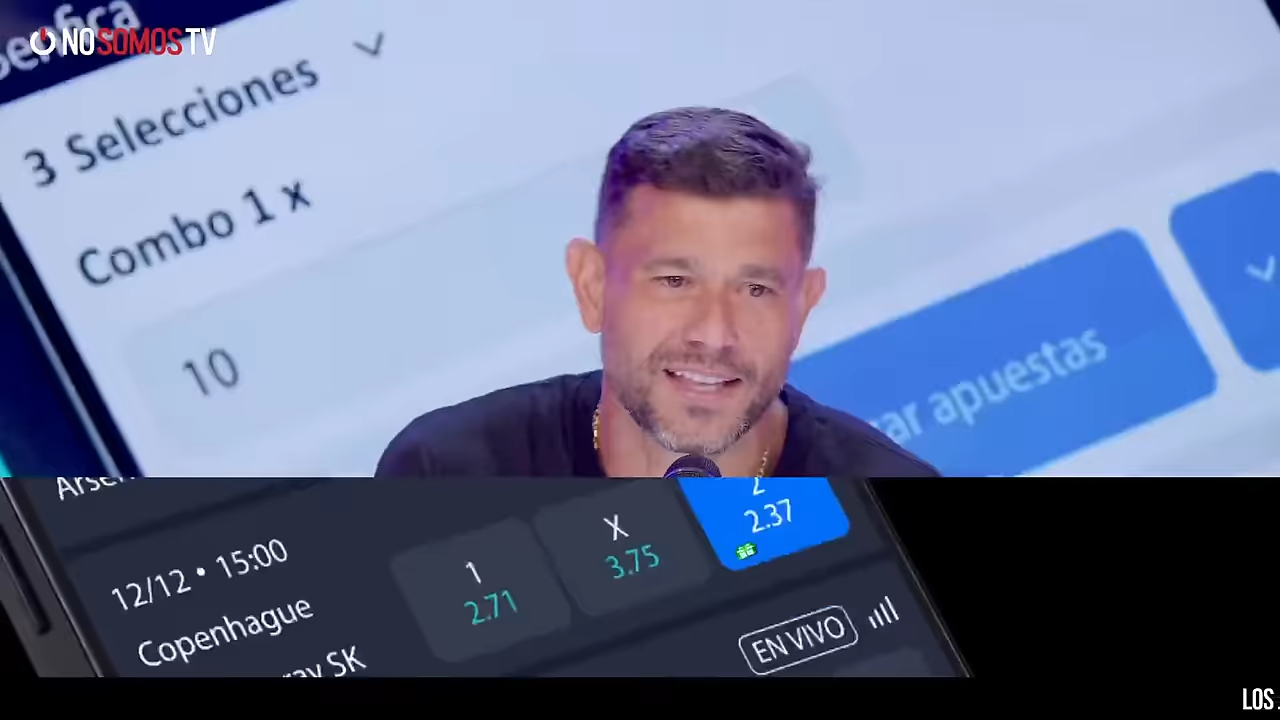 NOSOMOSTV
3 Selecciones
Combo 1 x
10
apuestas
2
2.37
12/12 • 15:00
1
2.71
X
3.75
Copenhague
SK
EN VIVO
LOS